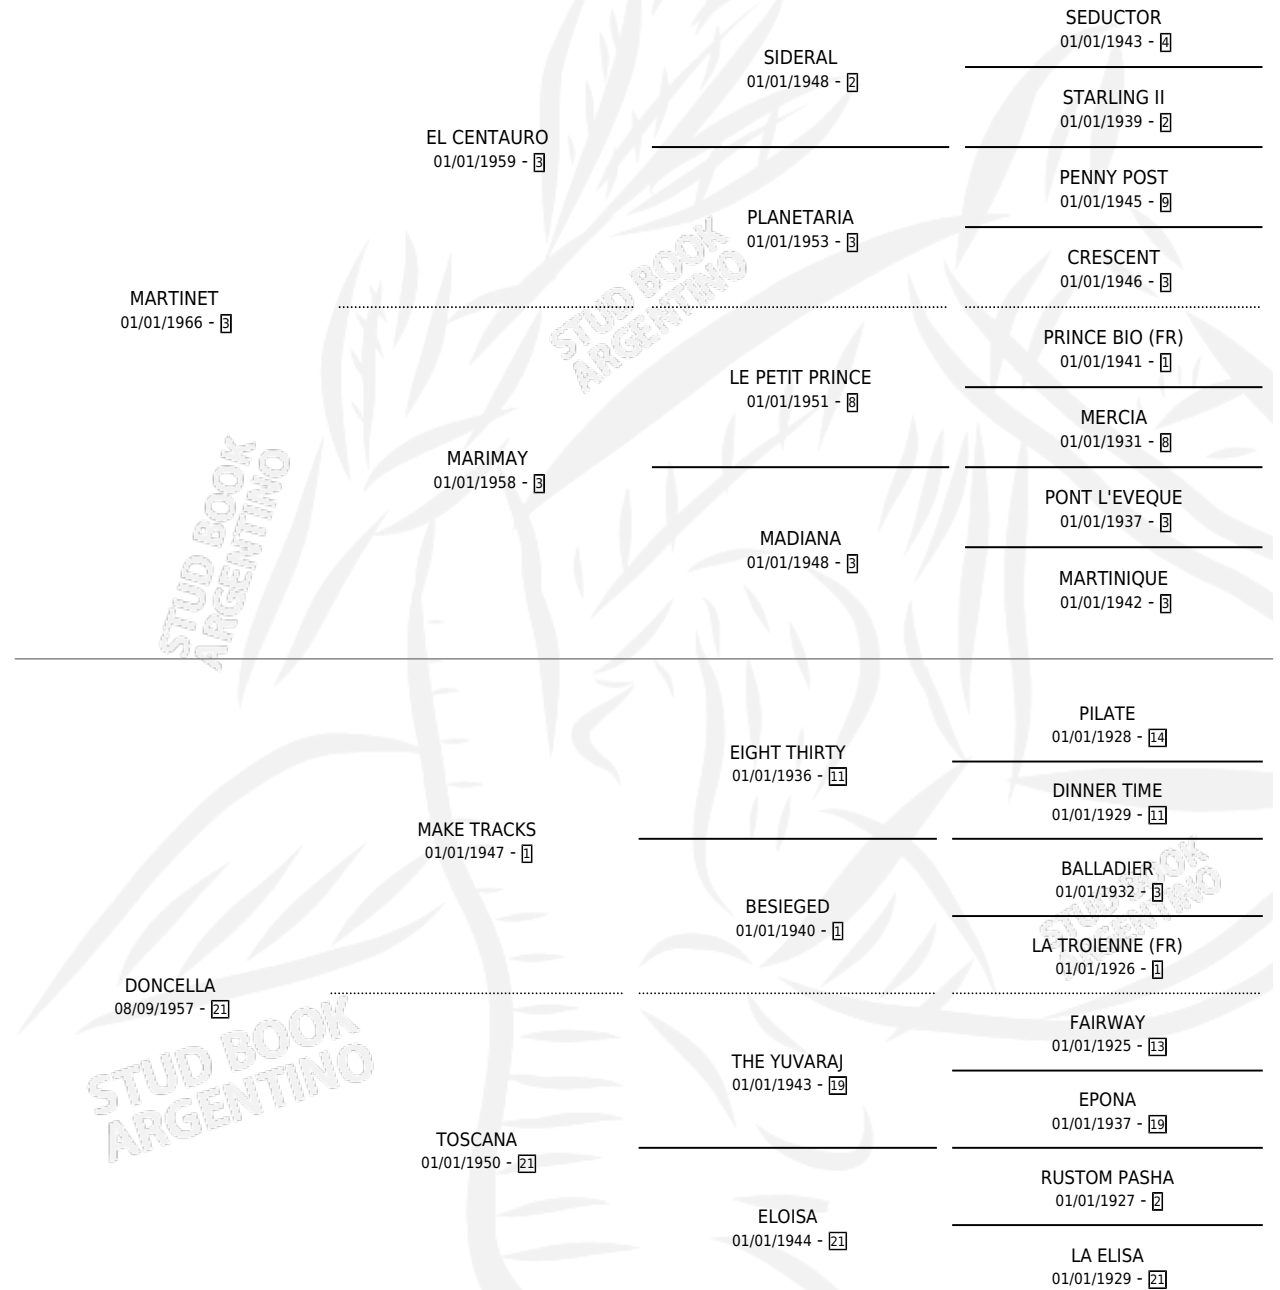 SEDUCTOR
01/01/1943 - 4
SIDERAL
01/01/1948 - 2
STARLING II
01/01/1939 - 2
EL CENTAURO
01/01/1959 - 3
PENNY POST
01/01/1945 - 9
PLANETARIA
01/01/1953 - 3
CRESCENT
01/01/1946 - 3
MARTINET
01/01/1966 - 3
PRINCE BIO (FR)
01/01/1941 - 1
LE PETIT PRINCE
01/01/1951 - 8
MERCIA
01/01/1931 - 8
MARIMAY
01/01/1958 - 3
PONT L'EVEQUE
01/01/1937 - 3
MADIANA
01/01/1948 - 3
MARTINIQUE
01/01/1942 - 3
STUD BOOK
ARGENTINO
STUD BOOK
ARGENTINO
PILATE
01/01/1928 - 14
EIGHT THIRTY
01/01/1936 - 11
DINNER TIME
01/01/1929 - 11
MAKE TRACKS
01/01/1947 - 1
BALLADIER
01/01/1932 - 3
BESIEGED
01/01/1940 - 1
LA TROIENNE (FR)
01/01/1926 - 1
DONCELLA
08/09/1957 - 21
FAIRWAY
01/01/1925 - 13
THE YUVARAJ
01/01/1943 - 19
EPONA
01/01/1937 - 19
TOSCANA
01/01/1950 - 21
RUSTOM PASHA
01/01/1927 - 2
ELOISA
01/01/1944 - 21
LA ELISA
01/01/1929 - 21
STUD BOOK
ARGENTINO
STUD BOOK
ARGENTINO